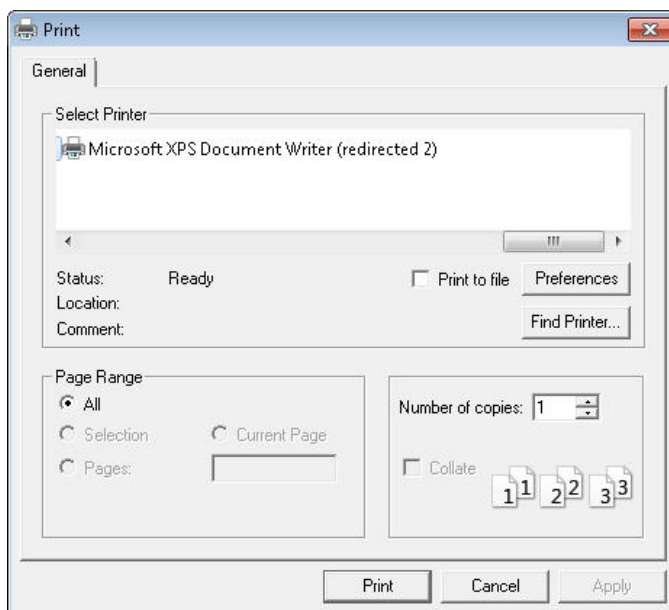 Print
General
Select Printer
Microsoft XPS Document Writer (redirected 2)
Status: Ready
Print to file
Preferences
Location:
Comment:
Find Printer...
Page Range
All
Selection
Current Page
Pages:
Number of copies: 1
Collate
1 1 2 2 3 3
Print Cancel Apply